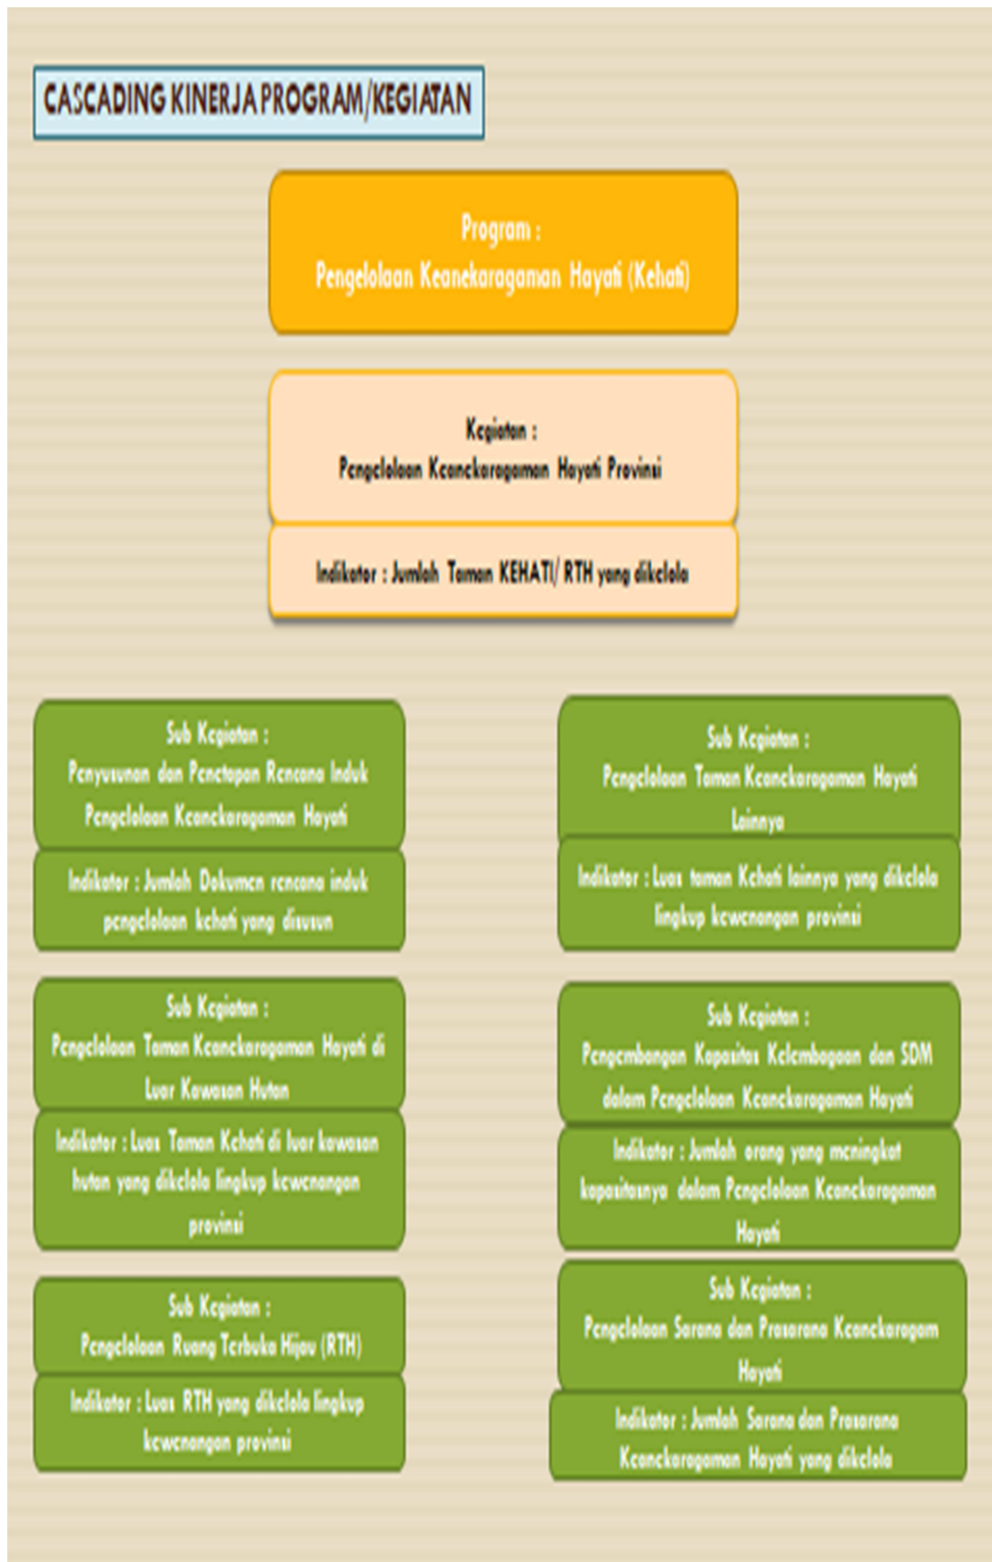 CASCADING KINERJA PROGRAM/KEGIATAN
Program :
Pengelolaan Keanekaragaman Hayati (Kehati)
Kegiatan :
Pengelolaan Keanekaragaman Hayati Provinsi
Indikator : Jumlah Taman KEHATI/ RTH yang dikelola
Sub Kegiatan :
Penyusunan dan Penetapan Rencana Induk
Pengelolaan Keanekaragaman Hayati
Indikator : Jumlah Dokumen rencana induk
pengelolaan kehati yang disusun
Sub Kegiatan :
Pengelolaan Taman Keanekaragaman Hayati di
Luar Kawasan Hutan
Indikator : Luas Taman Kehati di luar kawasan
hutan yang dikelola lingkup kewenangan
provinsi
Sub Kegiatan :
Pengelolaan Ruang Terbuka Hijau (RTH)
Indikator : Luas RTH yang dikelola lingkup
kewenangan provinsi
Sub Kegiatan :
Pengelolaan Taman Keanekaragaman Hayati
Lainnya
Indikator : Luas taman Kehati lainnya yang dikelola
lingkup kewenangan provinsi
Sub Kegiatan :
Pengembangan Kapasitas Kelembagaan dan SDM
dalam Pengelolaan Keanekaragaman Hayati
Indikator : Jumlah orang yang meningkat
kapasitasnya dalam Pengelolaan Keanekaragaman
Hayati
Sub Kegiatan :
Pengelolaan Sarana dan Prasarana Keanekaragam
Hayati
Indikator : Jumlah Sarana dan Prasarana
Keanekaragaman Hayati yang dikelola